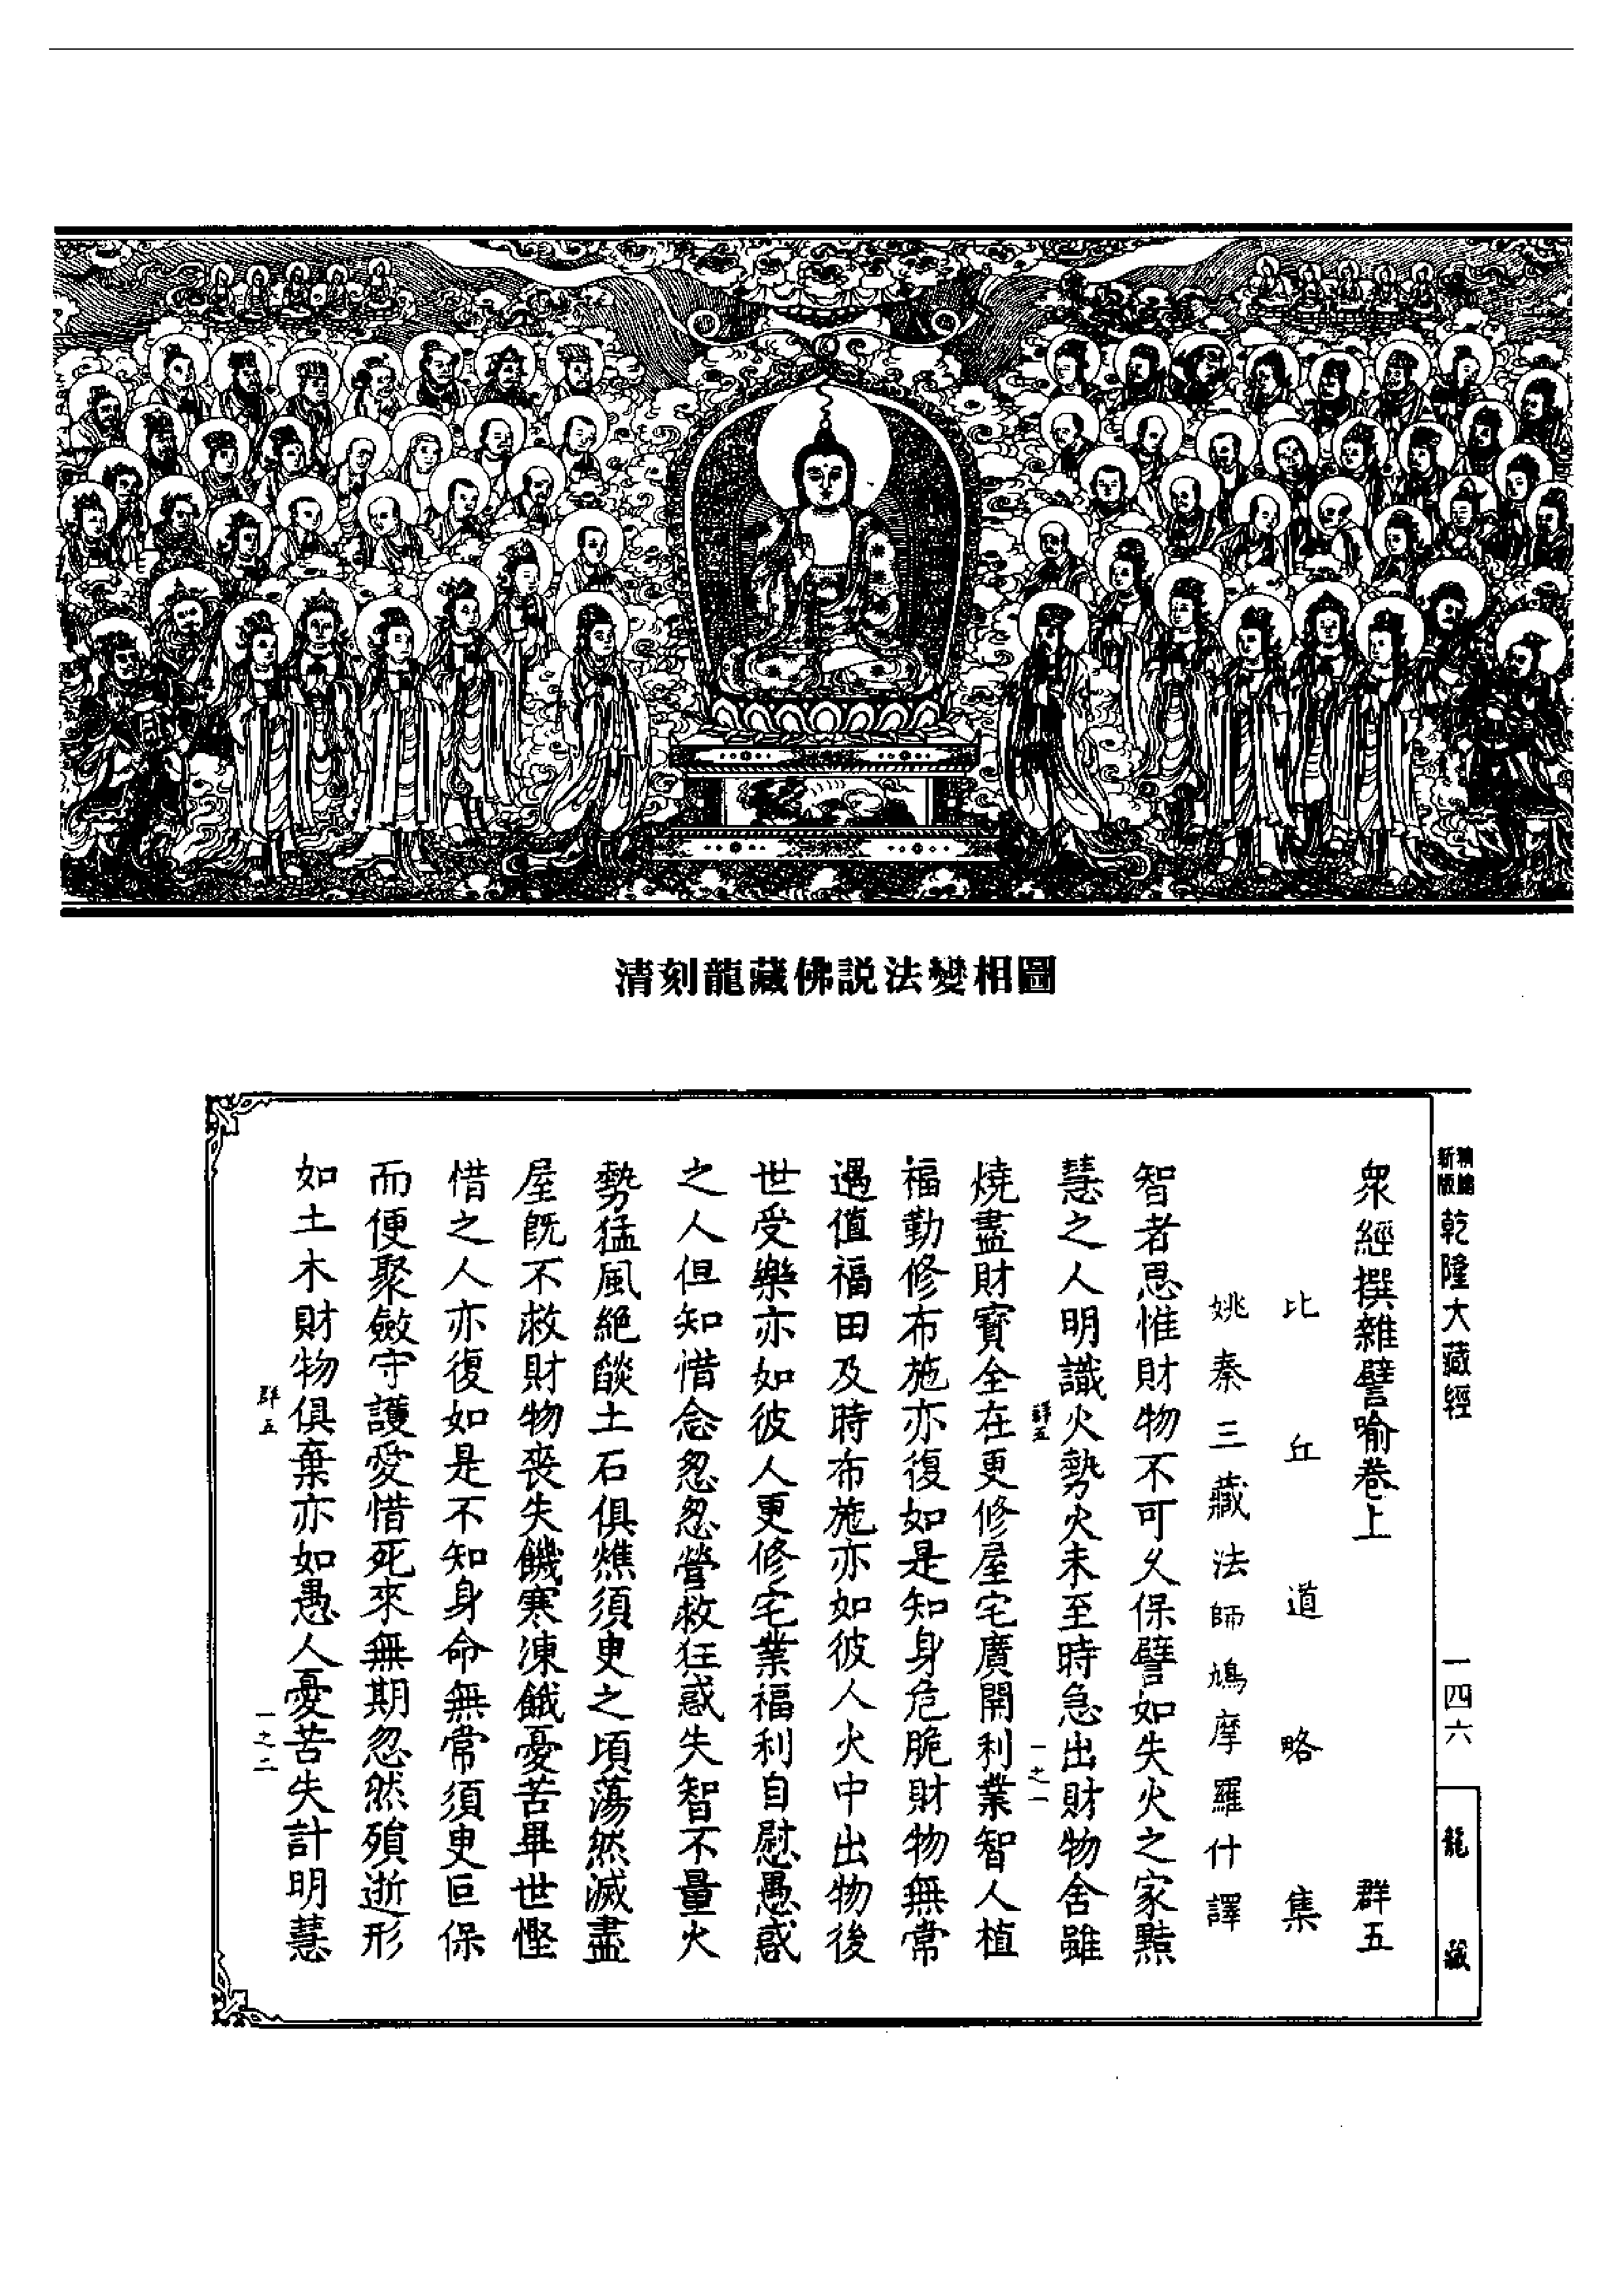 清刻龍藏佛説法變相圖
新版
精縮
乾隆大藏經
一四六
龍藏
衆經撰雜譬喻卷上 群五
比丘道略集
姚秦三藏法師鳩摩羅什譯
智者思惟財物不可久保譬如失火之家黠
慧之人明識火勢火未至時急出財物舍雖
群五 一之一
燒盡財寶全在更修屋宅廣開利業智人植
福勤修布施亦復如是知身危脆財物無常
遇值福田及時布施亦如彼人火中出物後
世受樂亦如彼人更修宅業福利自慰愚惑
之人但知惜念怱怱營救狂惑失智不量火
勢猛風絕燄土石俱燋須臾之頃蕩然滅盡
屋既不救財物喪失饑寒凍餓憂苦畢世慳
惜之人亦復如是不知身命無常須臾叵保
而便聚斂守護愛惜死來無期忽然殞逝形
如土木財物俱棄亦如愚人憂苦失計明慧
群五 一之二